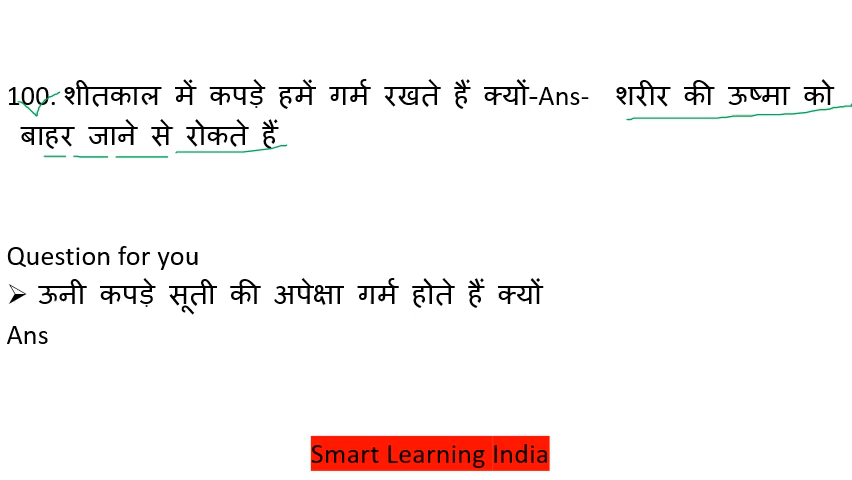 100. शीतकाल में कपड़े हमें गर्म रखते हैं क्यों-Ans- शरीर की ऊष्मा को
बाहर जाने से रोकते हैं
Question for you
➢ ऊनी कपड़े सूती की अपेक्षा गर्म होते हैं क्यों
Ans
Smart Learning India